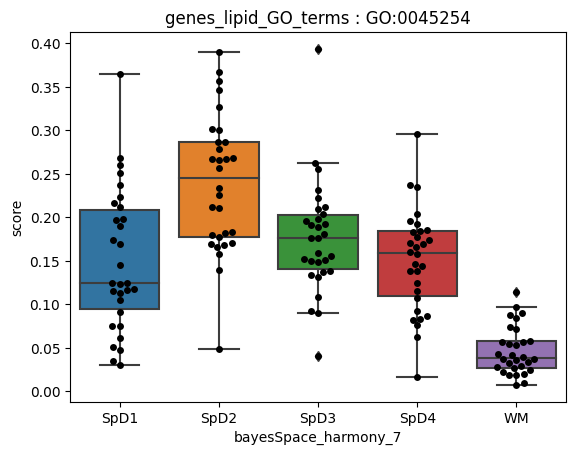 genes_lipid_GO_terms : GO:0045254
0.40
0.35
0.30
0.25
0.20
0.15
0.10
0.05
0.00
score
SpD1 SpD2 SpD3 SpD4 WM
bayesSpace_harmony_7